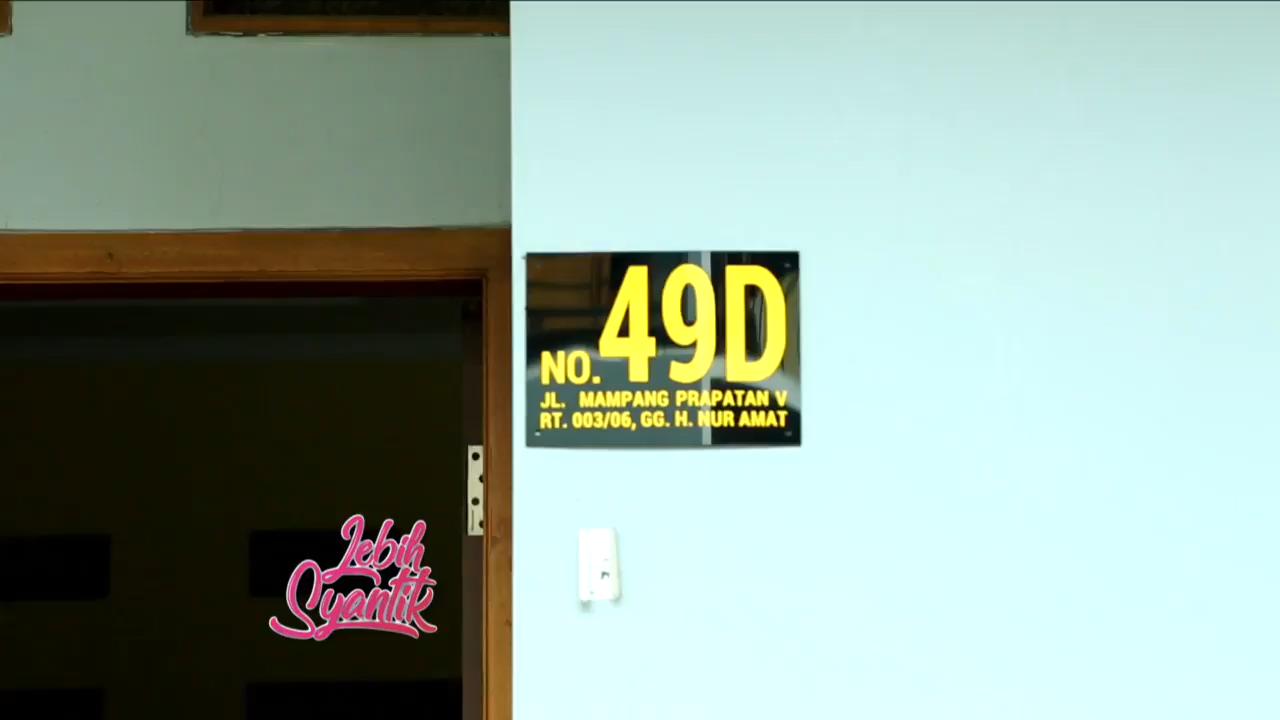 NO. 49D
JL. MAMPANG PRAPATAN V
RT. 003/06, GG. H. NUR AMAT
Lebih
Syantik